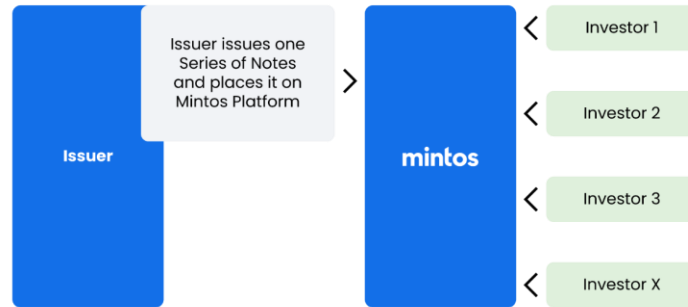 Issuer
Issuer issues one
Series of Notes
and places it on
Mintos Platform
mintos
Investor 1
Investor 2
Investor 3
Investor X